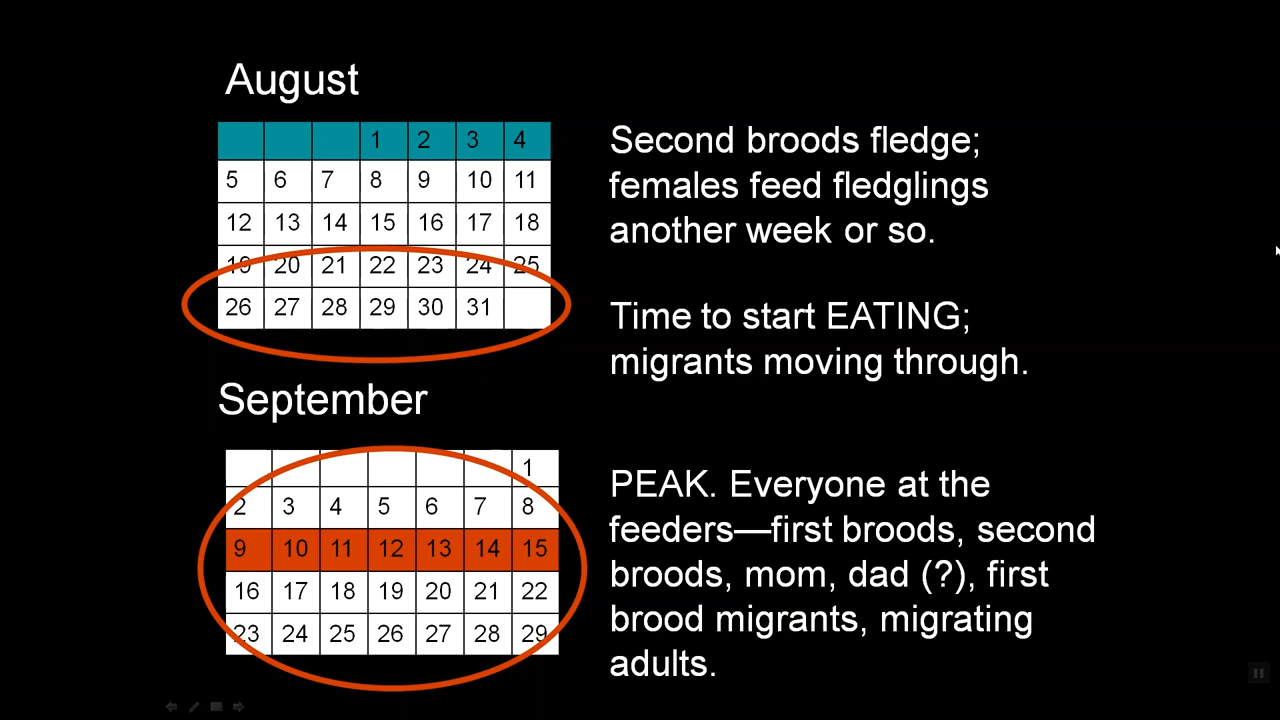 August
1 2 3 4
5 6 7 8 9 10 11
12 13 14 15 16 17 18
19 20 21 22 23 24 25
26 27 28 29 30 31
Second broods fledge;
females feed fledglings
another week or so.
Time to start EATING;
migrants moving through.
September
1
2 3 4 5 6 7 8
9 10 11 12 13 14 15
16 17 18 19 20 21 22
23 24 25 26 27 28 29
PEAK. Everyone at the
feeders—first broods, second
broods, mom, dad (?), first
brood migrants, migrating
adults.